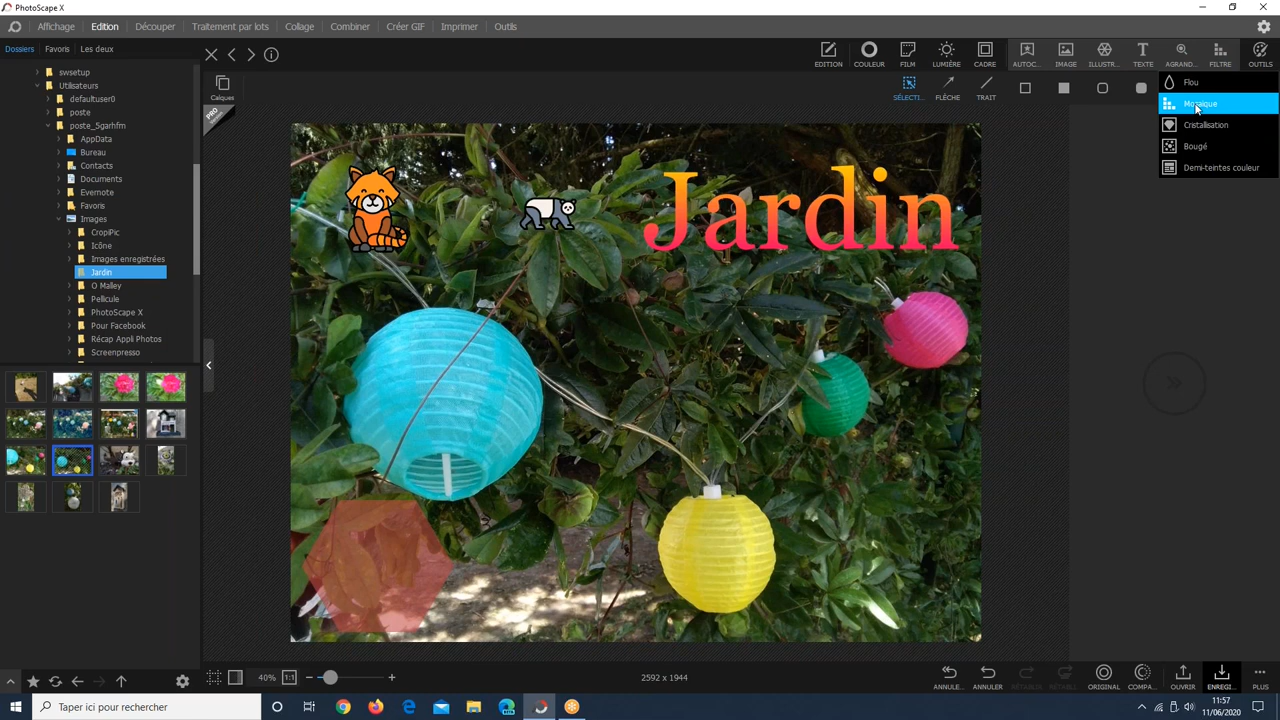 PhotoScape X
Affichage Edition Découper Traitement par lots Collage Combiner Créer GIF Imprimer Outils
Dossiers Favoris Les deux
EDITION COULEUR FILM LUMIÈRE CADRE AUTOC... IMAGE ILLUSTR... TEXTE AGRAND... FILTRE OUTILS
Calques
SÉLECTI... FLÈCHE TRAIT
PRO
Flou
Mosaïque
Cristallisation
Bougé
Demi-teintes couleur
swsetup
Utilisateurs
defaultuser0
poste
poste_5garhfm
AppData
Bureau
Contacts
Documents
Evernote
Favoris
Images
CropiPic
Icône
Images enregistrées
Jardin
O Malley
Pellicule
PhotoScape X
Pour Facebook
Récap Appli Photos
Screenpresso
Jardin
40% 1:1
2592 x 1944
ANNULE... ANNULER RÉTABLIR RÉTABLI... ORIGINAL COMPA... OUVRIR ENREGI... PLUS
Taper ici pour rechercher
11:57
11/06/2020